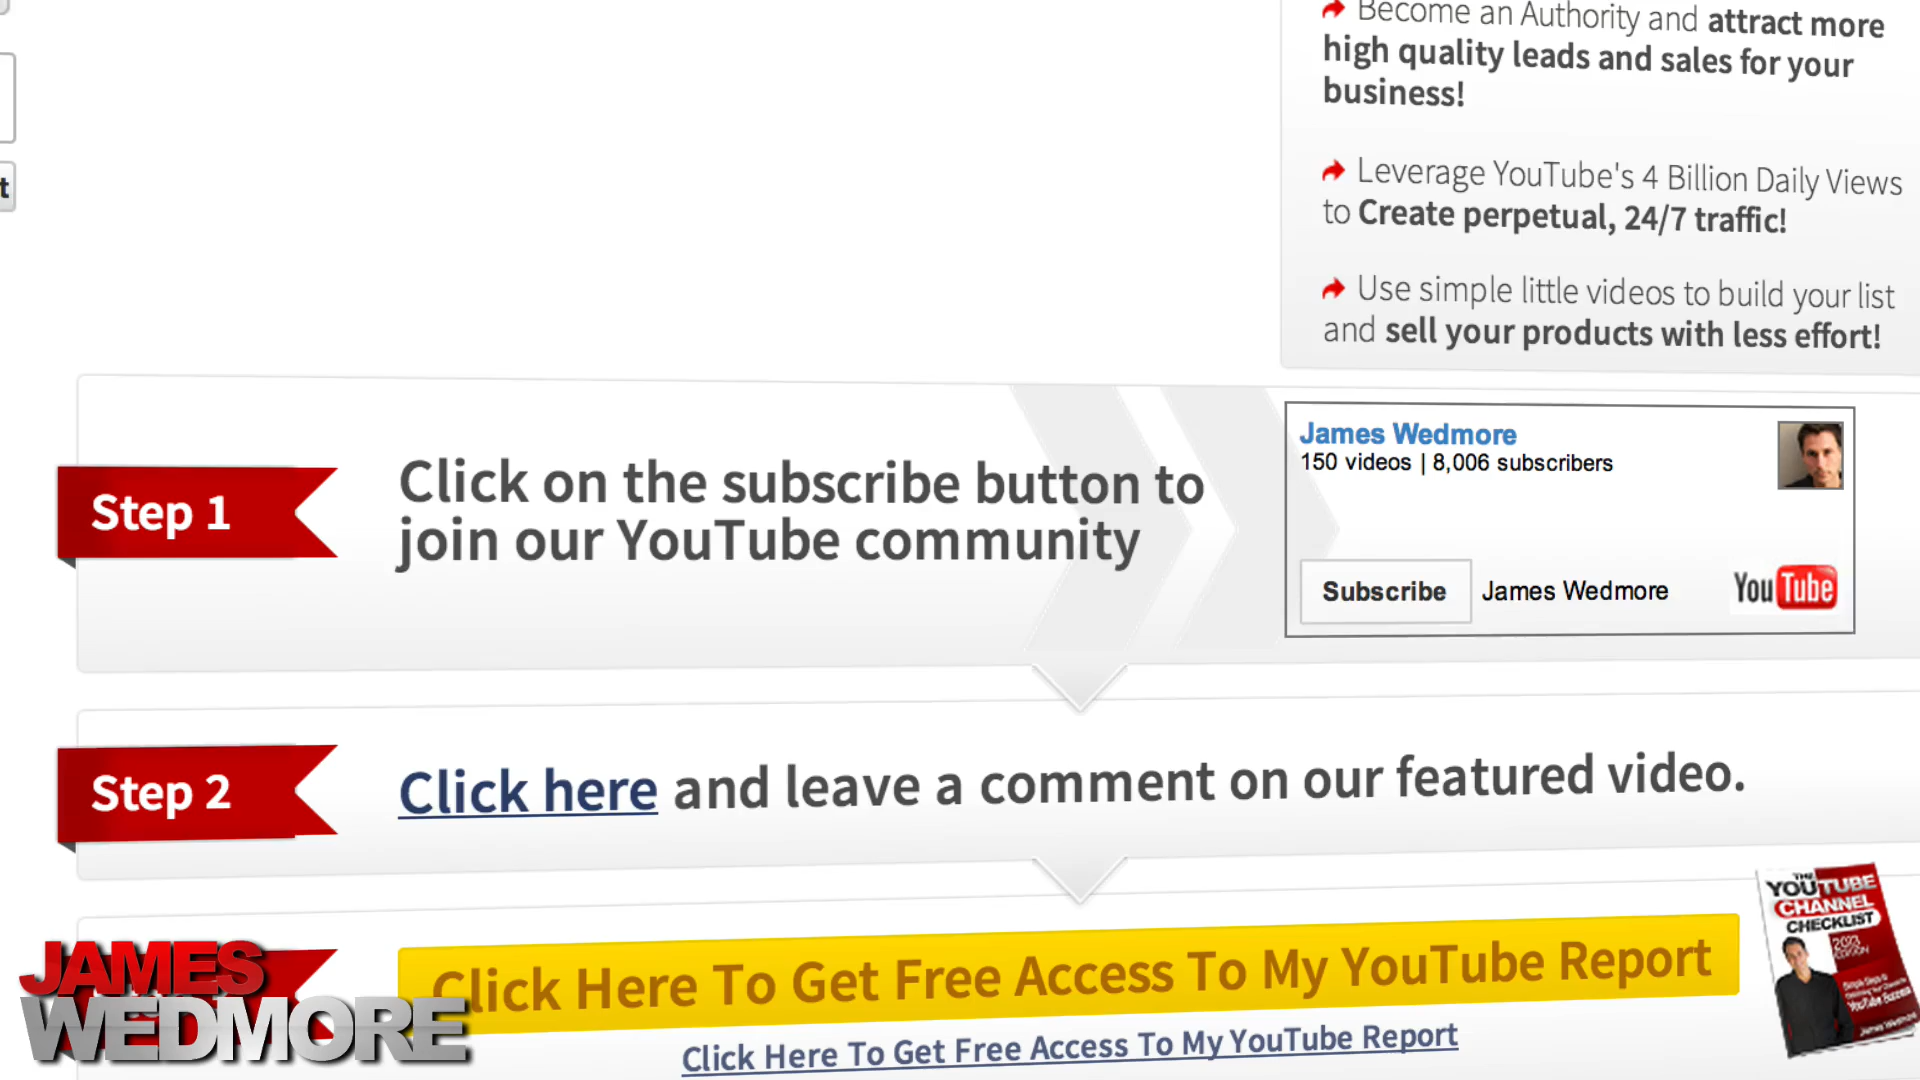 Become an Authority and attract more
high quality leads and sales for your
business!
Leverage YouTube's 4 Billion Daily Views
to Create perpetual, 24/7 traffic!
Use simple little videos to build your list
and sell your products with less effort!
t
Step 1
Click on the subscribe button to
join our YouTube community
James Wedmore
150 videos | 8,006 subscribers
Subscribe James Wedmore
YouTube
Step 2
Click here and leave a comment on our featured video.
Click Here To Get Free Access To My YouTube Report
Click Here To Get Free Access To My YouTube Report
THE
YOUTUBE
CHANNEL
CHECKLIST
EDITION
YouTube Success
James Wedmore
JAMES
WEDMORE